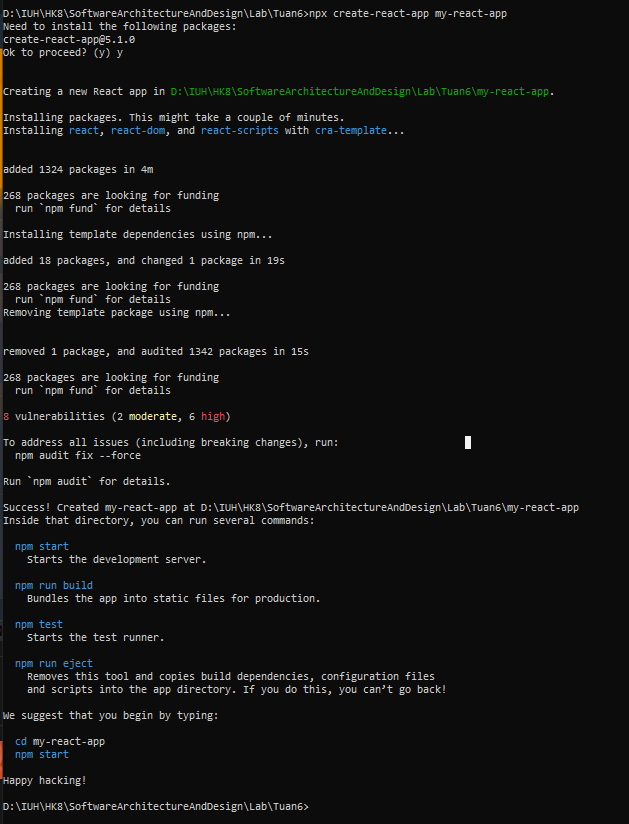 D:\IUH\HK8\SoftwareArchitectureAndDesign\Lab\Tuan6>npx create-react-app my-react-app
Need to install the following packages:
create-react-app@5.1.0
Ok to proceed? (y) y
Creating a new React app in D:\IUH\HK8\SoftwareArchitectureAndDesign\Lab\Tuan6\my-react-app.
Installing packages. This might take a couple of minutes.
Installing react, react-dom, and react-scripts with cra-template...
added 1324 packages in 4m
268 packages are looking for funding
  run `npm fund` for details
Installing template dependencies using npm...
added 18 packages, and changed 1 package in 19s
268 packages are looking for funding
  run `npm fund` for details
Removing template package using npm...
removed 1 package, and audited 1342 packages in 15s
268 packages are looking for funding
  run `npm fund` for details
8 vulnerabilities (2 moderate, 6 high)
To address all issues (including breaking changes), run:
  npm audit fix --force
Run `npm audit` for details.
Success! Created my-react-app at D:\IUH\HK8\SoftwareArchitectureAndDesign\Lab\Tuan6\my-react-app
Inside that directory, you can run several commands:
  npm start
    Starts the development server.
  npm run build
    Bundles the app into static files for production.
  npm test
    Starts the test runner.
  npm run eject
    Removes this tool and copies build dependencies, configuration files
    and scripts into the app directory. If you do this, you can’t go back!
We suggest that you begin by typing:
  cd my-react-app
  npm start
Happy hacking!
D:\IUH\HK8\SoftwareArchitectureAndDesign\Lab\Tuan6>